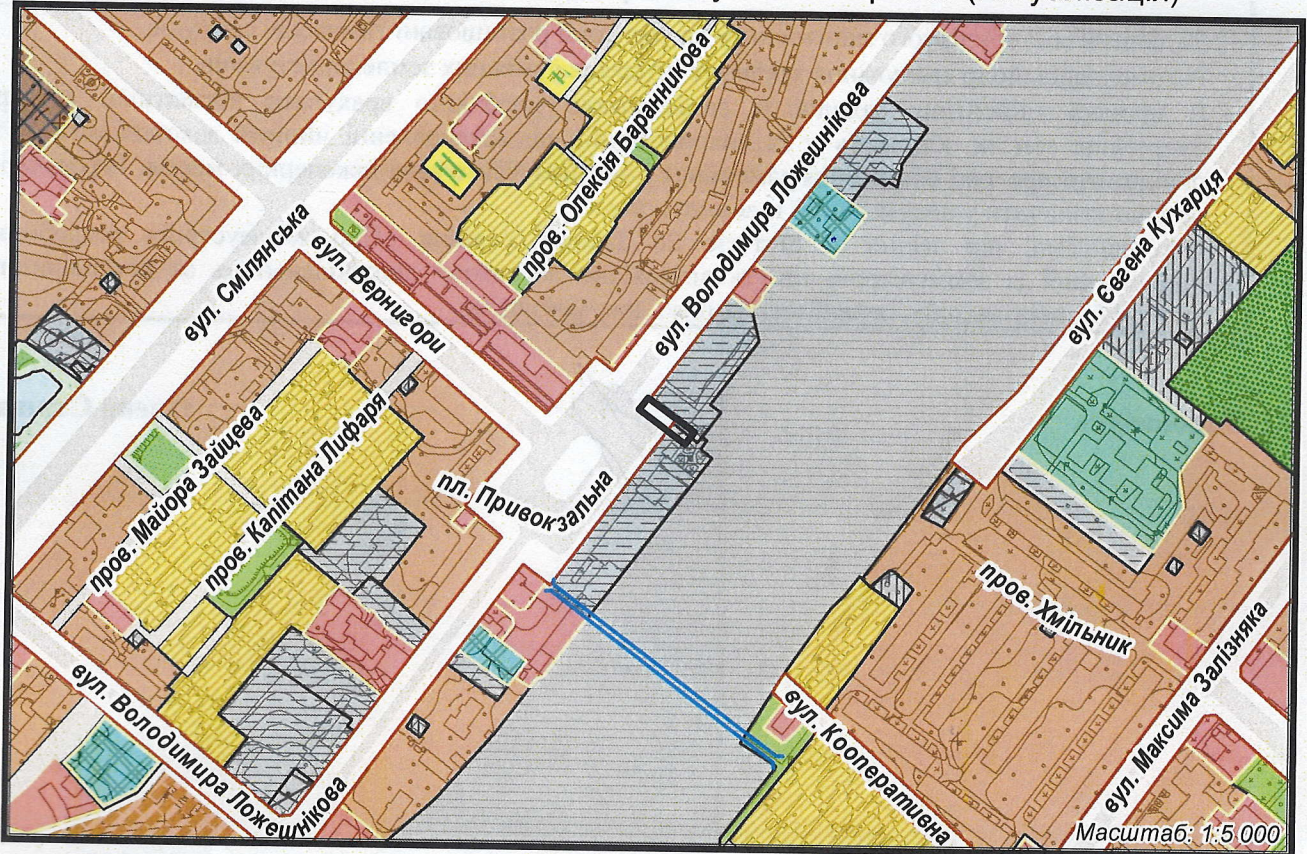 пров. Олексія Баранникова
вул. Володимира Ложешнікова
вул. Смілянська
вул. Вернигори
вул. Євгена Кухарця
пров. Майора Зайцева
пров. Капітана Лифаря
пл. Привокзальна
пров. Хмільник
вул. Максима Залізняка
вул. Кооперативна
вул. Володимира Ложешнікова
Масштаб: 1:5 000